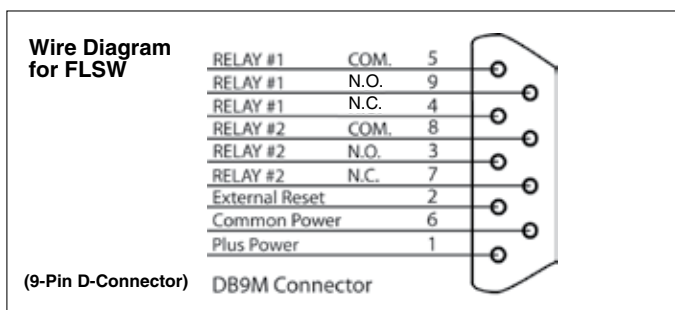 Wire Diagram
for FLSW
RELAY #1 COM. 5
RELAY #1 N.O. 9
RELAY #1 N.C. 4
RELAY #2 COM. 8
RELAY #2 N.O. 3
RELAY #2 N.C. 7
External Reset 2
Common Power 6
Plus Power 1
(9-Pin D-Connector) DB9M Connector